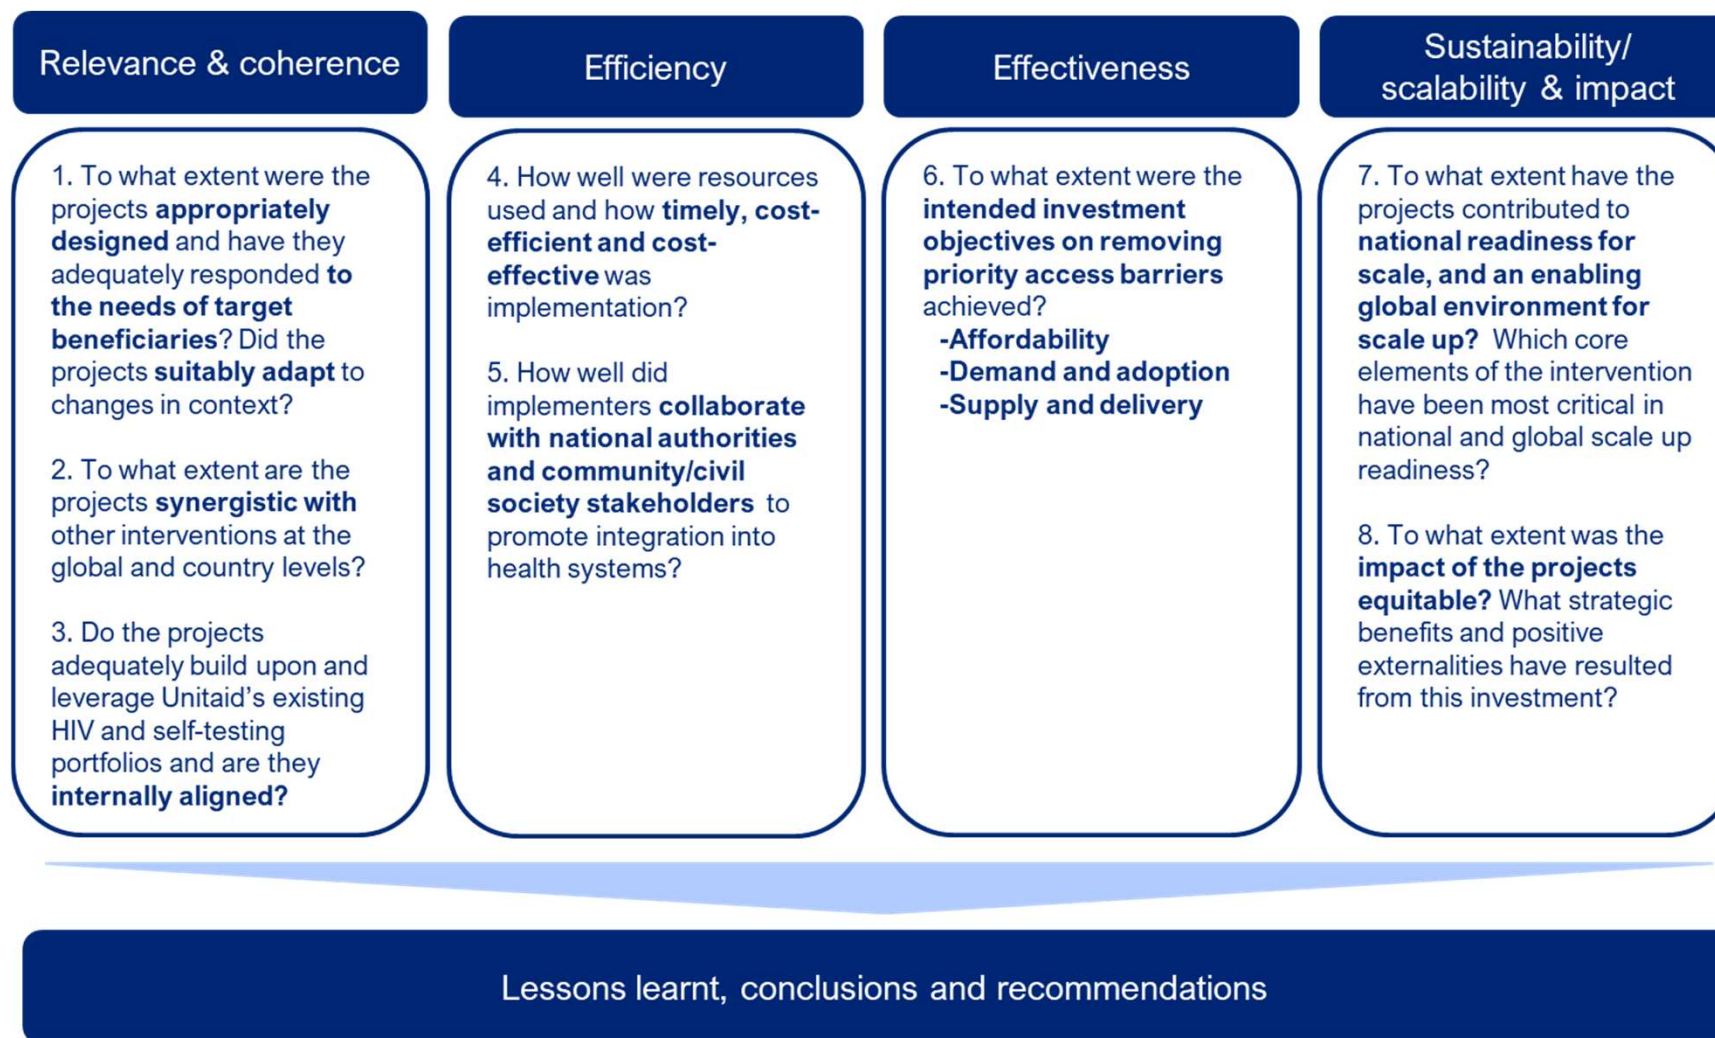 Relevance & coherence
1. To what extent were the
projects appropriately
designed and have they
adequately responded to
the needs of target
beneficiaries? Did the
projects suitably adapt to
changes in context?
2. To what extent are the
projects synergistic with
other interventions at the
global and country levels?
3. Do the projects
adequately build upon and
leverage Unitaid’s existing
HIV and self-testing
portfolios and are they
internally aligned?
Efficiency
4. How well were resources
used and how timely, cost-
efficient and cost-
effective was
implementation?
5. How well did
implementers collaborate
with national authorities
and community/civil
society stakeholders to
promote integration into
health systems?
Effectiveness
6. To what extent were the
intended investment
objectives on removing
priority access barriers
achieved?
-Affordability
-Demand and adoption
-Supply and delivery
Sustainability/
scalability & impact
7. To what extent have the
projects contributed to
national readiness for
scale, and an enabling
global environment for
scale up? Which core
elements of the intervention
have been most critical in
national and global scale up
readiness?
8. To what extent was the
impact of the projects
equitable? What strategic
benefits and positive
externalities have resulted
from this investment?
Lessons learnt, conclusions and recommendations